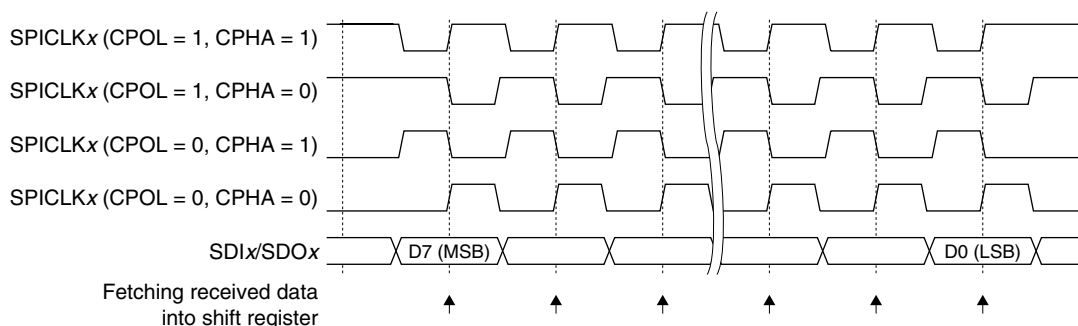 SPICLKx (CPOL = 1, CPHA = 1)
SPICLKx (CPOL = 1, CPHA = 0)
SPICLKx (CPOL = 0, CPHA = 1)
SPICLKx (CPOL = 0, CPHA = 0)
SDIx/SDOx D7 (MSB) D0 (LSB)
Fetching received data
into shift register